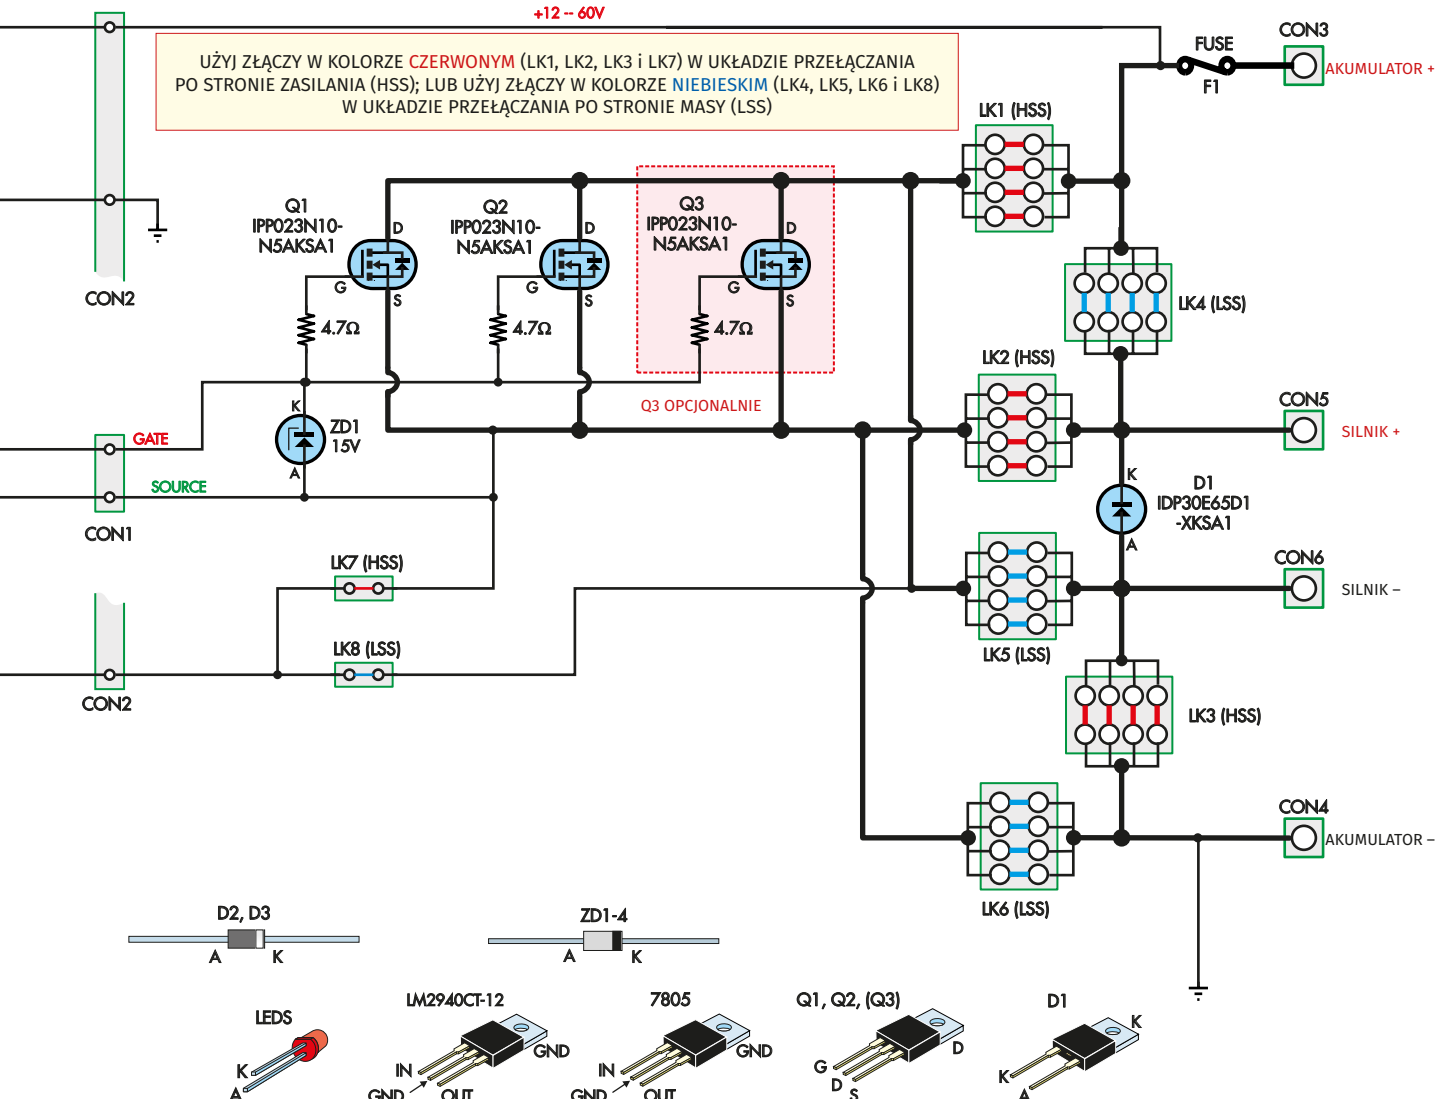 +12 -- 60V
UŻYJ ZŁĄCZY W KOLORZE CZERWONYM (LK1, LK2, LK3 i LK7) W UKŁADZIE PRZEŁĄCZANIA
PO STRONIE ZASILANIA (HSS); LUB UŻYJ ZŁĄCZY W KOLORZE NIEBIESKIM (LK4, LK5, LK6 i LK8)
W UKŁADZIE PRZEŁĄCZANIA PO STRONIE MASY (LSS)
FUSE
F1
CON3
AKUMULATOR +
LK1 (HSS)
Q1
IPP023N10-
N5AKSA1
D
G
S
4.7Ω
Q2
IPP023N10-
N5AKSA1
D
G
S
4.7Ω
Q3
IPP023N10-
N5AKSA1
D
G
S
4.7Ω
Q3 OPCJONALNIE
CON2
LK4 (LSS)
LK2 (HSS)
CON5
SILNIK +
K
ZD1
15V
A
GATE
SOURCE
CON1
K
D1
IDP30E65D1
-XKSA1
A
LK7 (HSS)
CON6
SILNIK –
LK8 (LSS)
LK5 (LSS)
CON2
LK3 (HSS)
CON4
AKUMULATOR –
LK6 (LSS)
D2, D3
A
K
ZD1-4
A
K
LEDS
K
A
LM2940CT-12
IN
GND
OUT
GND
7805
IN
GND
OUT
GND
Q1, Q2, (Q3)
G
D
S
D
D1
K
A
K